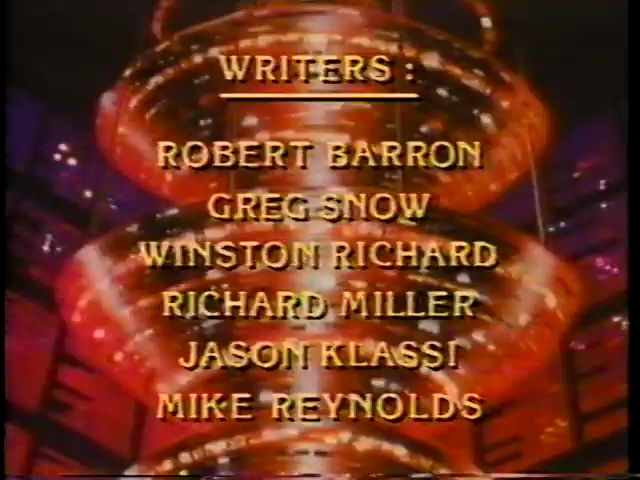 WRITERS :
ROBERT BARRON
GREG SNOW
WINSTON RICHARD
RICHARD MILLER
JASON KLASSI
MIKE REYNOLDS